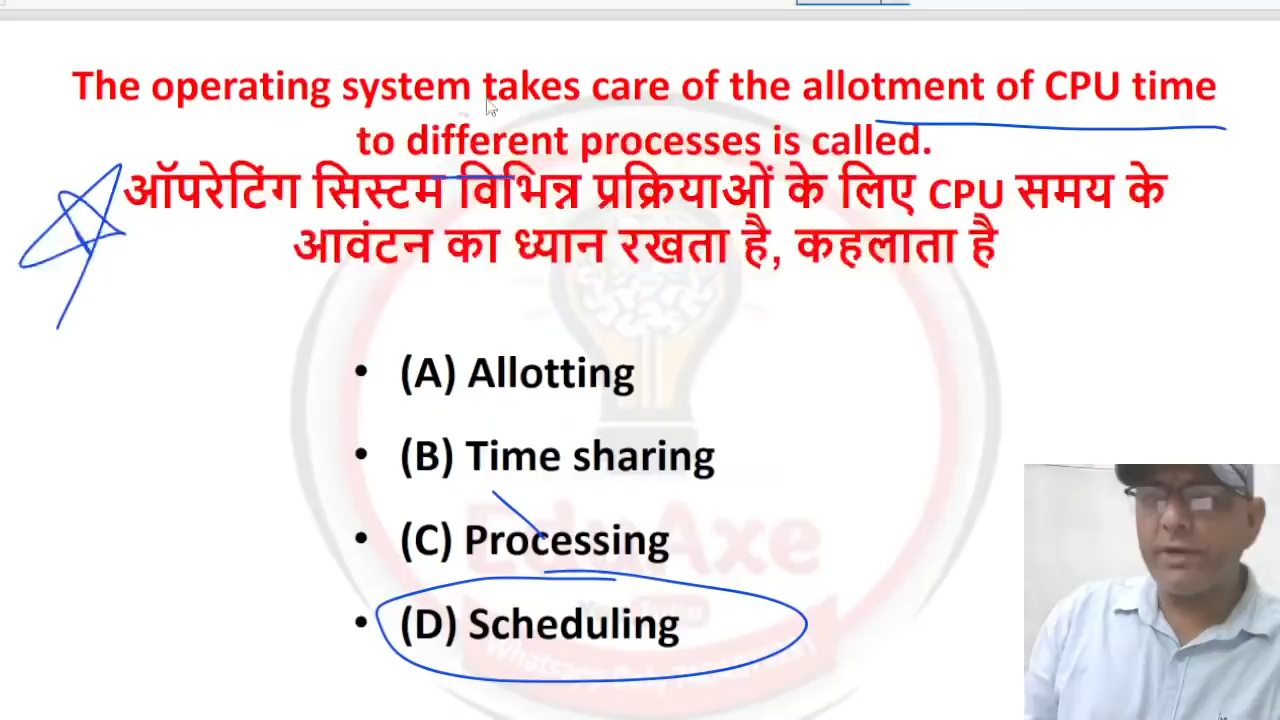 The operating system takes care of the allotment of CPU time
to different processes is called.
ऑपरेटिंग सिस्टम विभिन्न प्रक्रियाओं के लिए CPU समय के
आवंटन का ध्यान रखता है, कहलाता है
• (A) Allotting
• (B) Time sharing
• (C) Processing
• (D) Scheduling
EduAxe